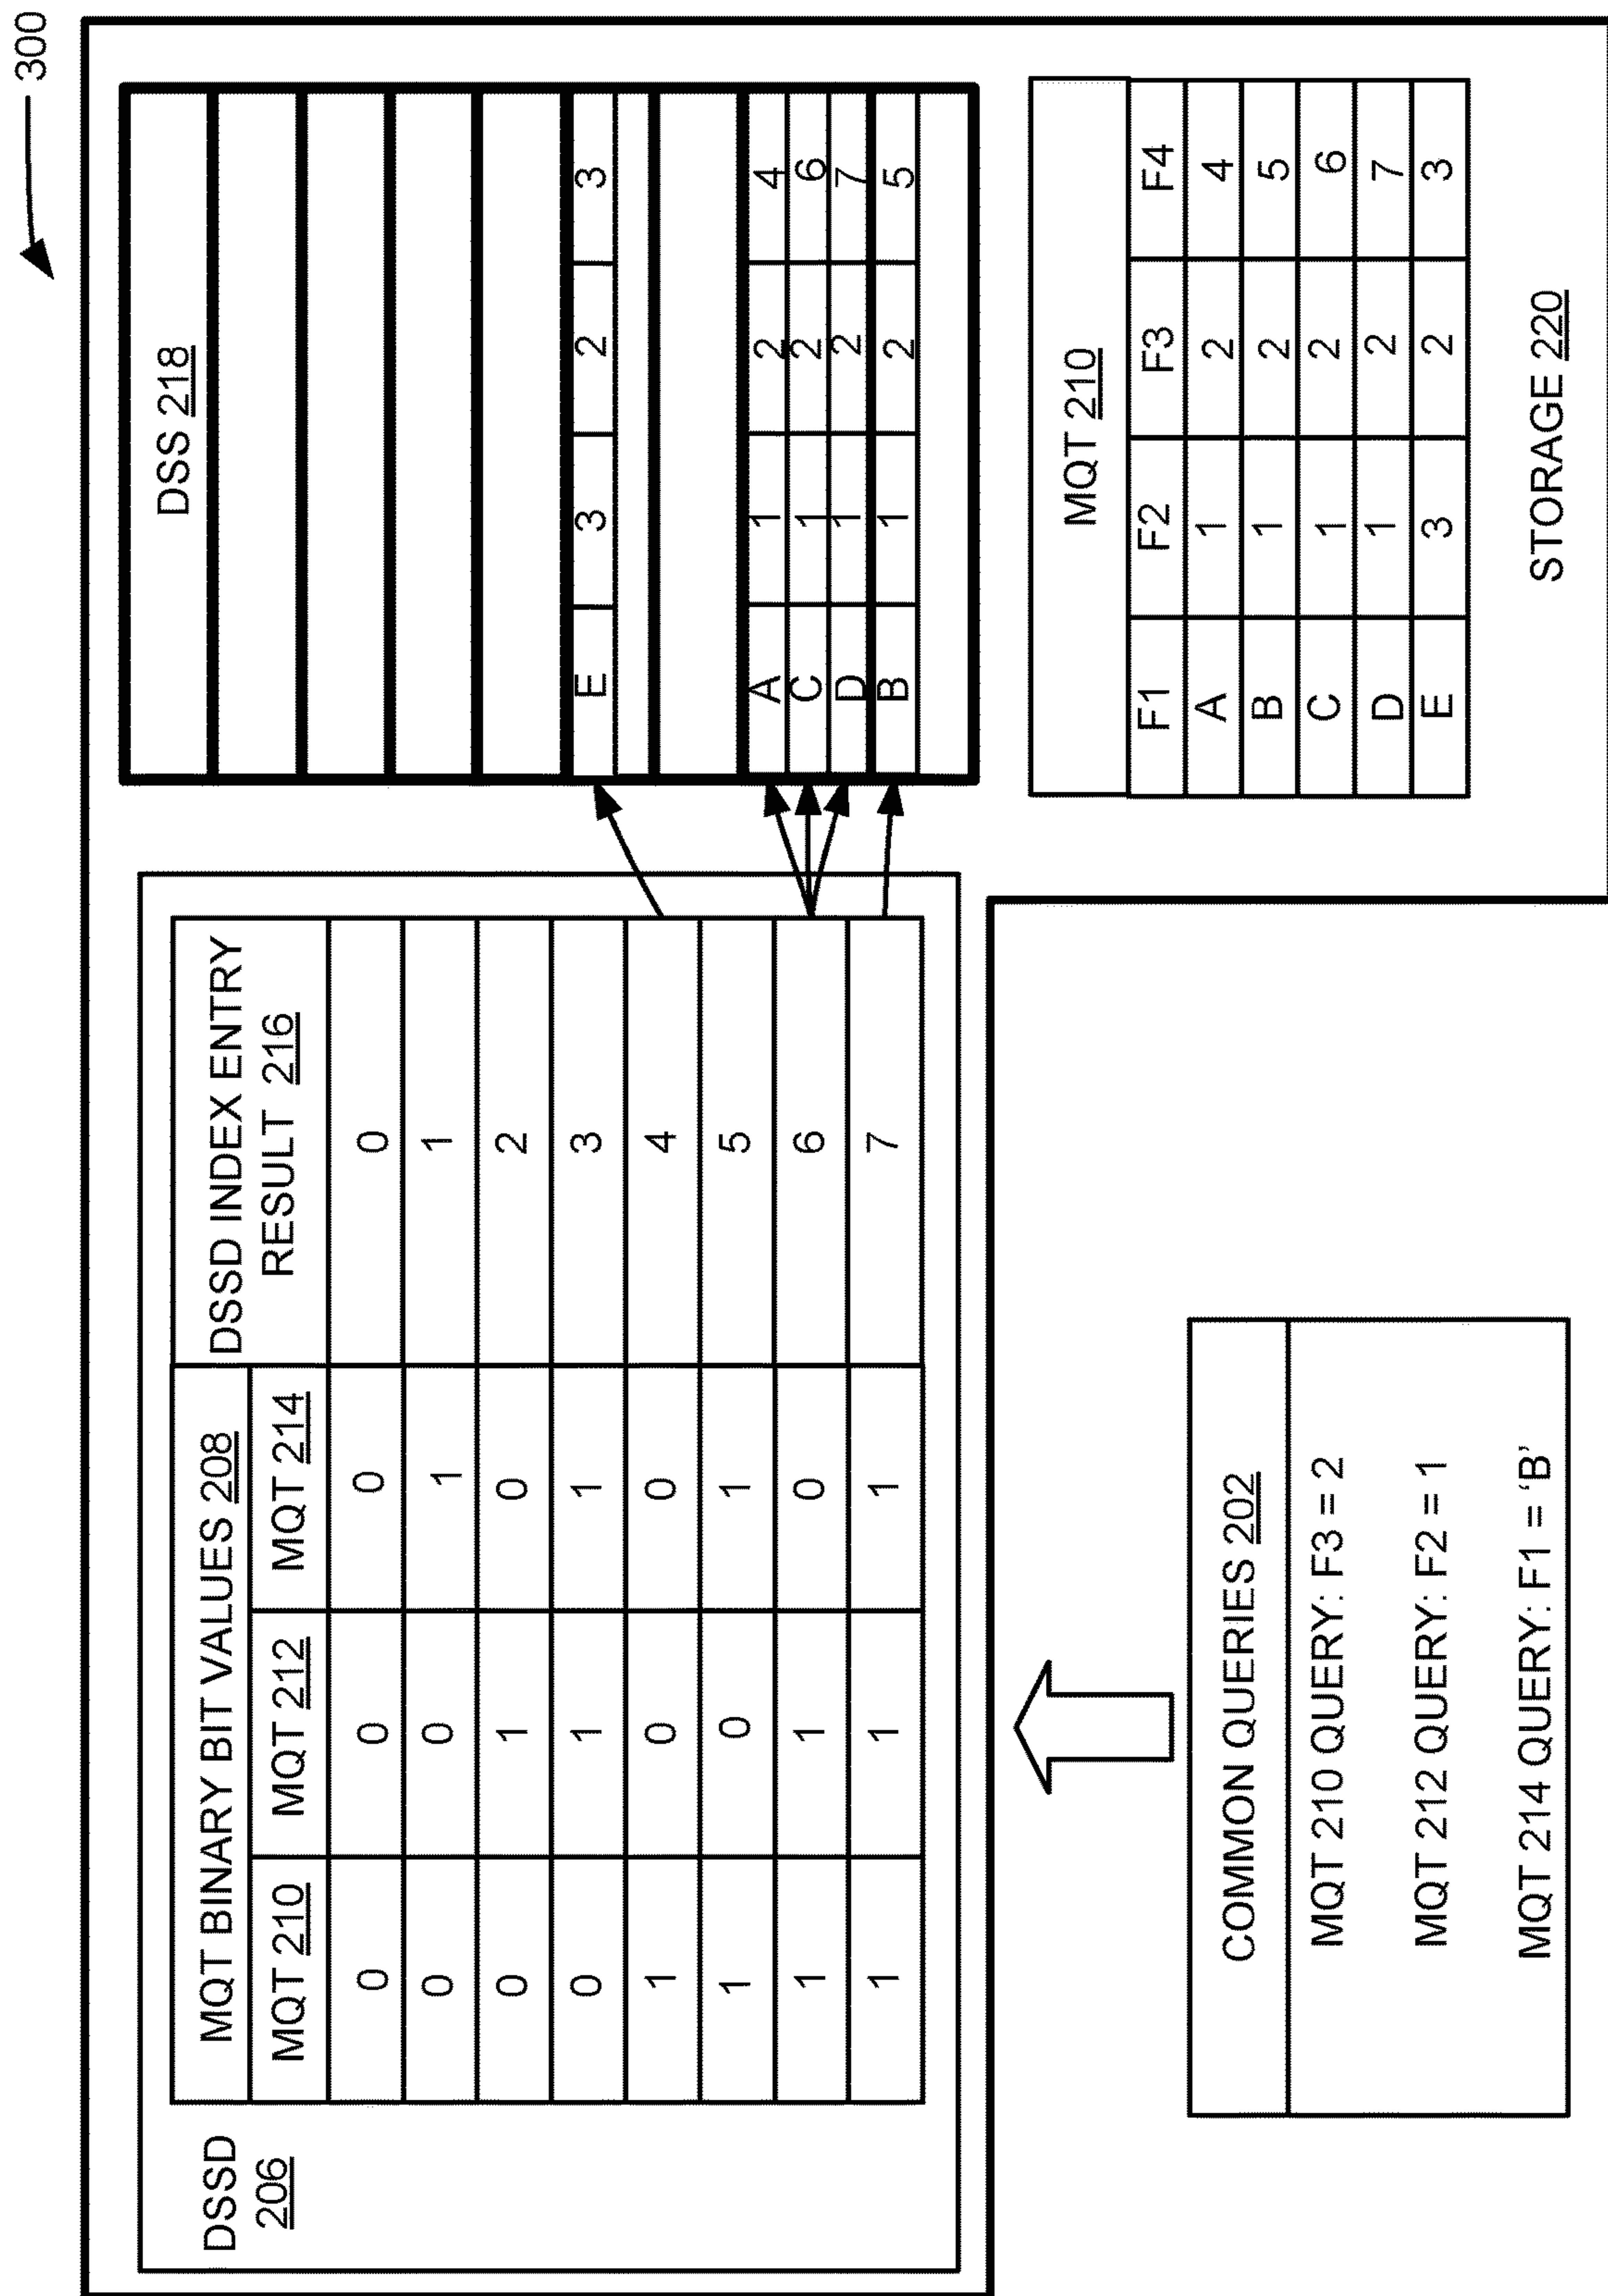 300
DSSD
206
MQT BINARY BIT VALUES 208
DSSD INDEX ENTRY
RESULT 216
MQT 210 MQT 212 MQT 214
0 0 0 0
0 0 1 1
0 1 0 2
0 1 1 3
1 0 0 4
1 0 1 5
1 1 0 6
1 1 1 7
DSS 218
E 3 2 3
A 1 2 4
C 1 2 6
D 1 2 7
B 1 2 5
COMMON QUERIES 202
MQT 210 QUERY: F3 = 2
MQT 212 QUERY: F2 = 1
MQT 214 QUERY: F1 = ‘B’
MQT 210
F1 F2 F3 F4
A 1 2 4
B 1 2 5
C 1 2 6
D 1 2 7
E 3 2 3
STORAGE 220